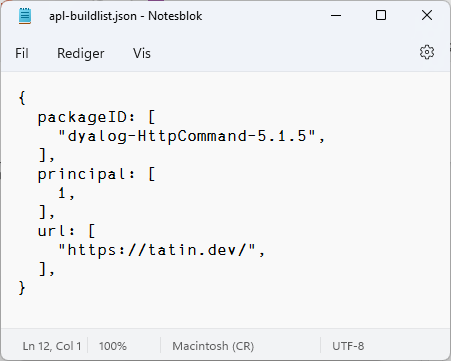 apl-buildlist.json - Notesblok
Fil Rediger Vis
{
  packageID: [
    "dyalog-HttpCommand-5.1.5",
  ],
  principal: [
    1,
  ],
  url: [
    "https://tatin.dev/",
  ],
}
Ln 12, Col 1 100% Macintosh (CR) UTF-8